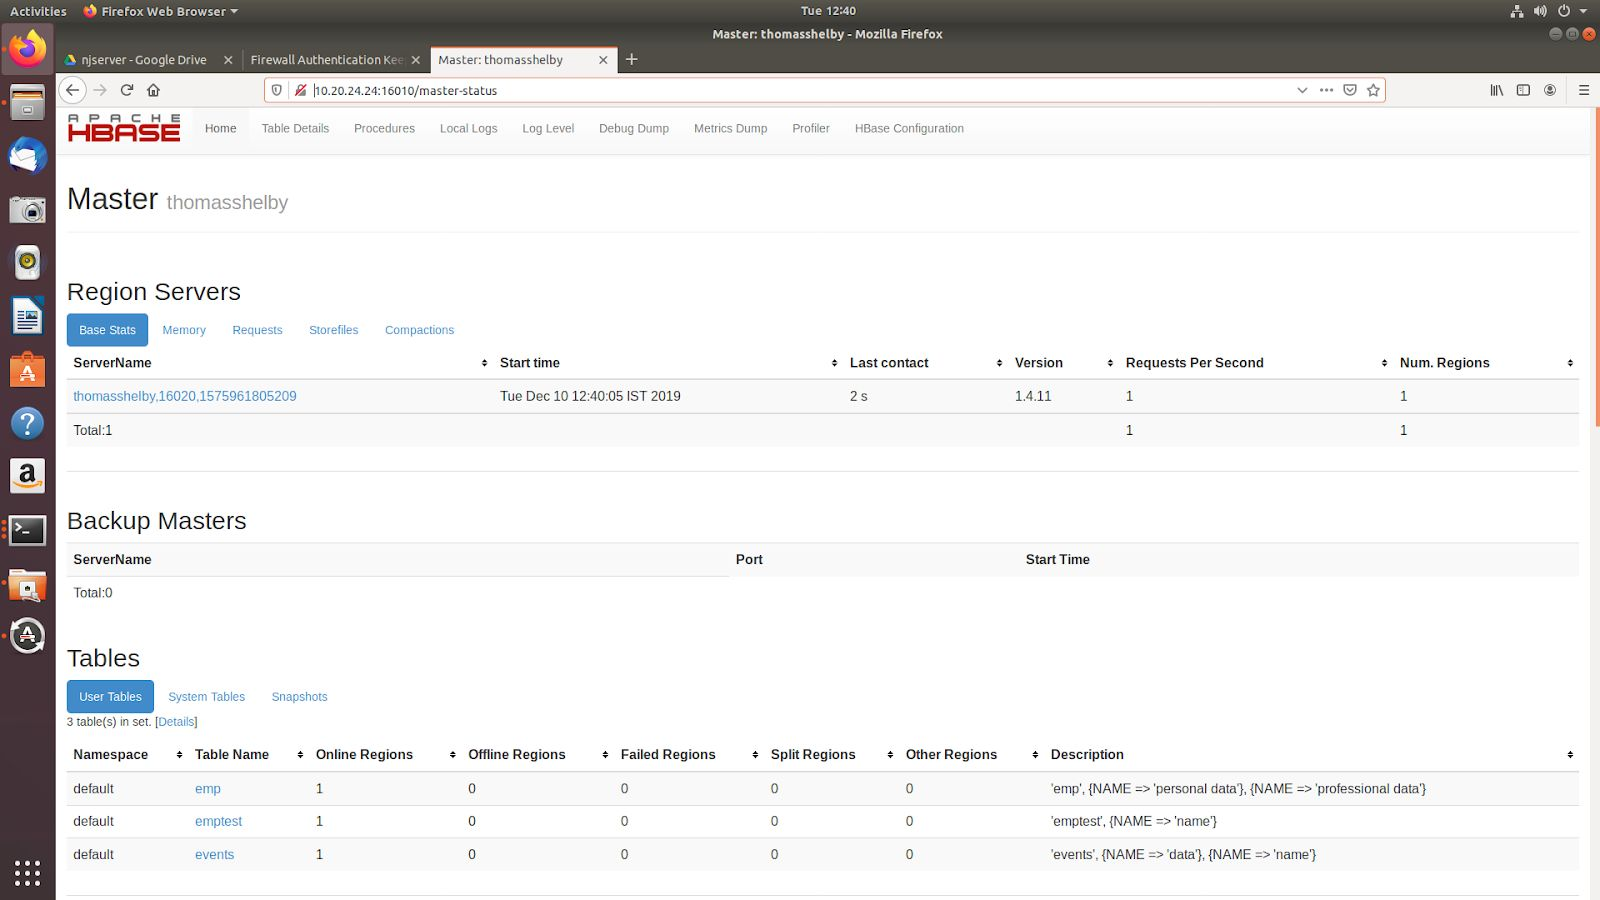 Activities Firefox Web Browser Tue 12:40
Master: thomasshelby - Mozilla Firefox
njserver - Google Drive Firewall Authentication Kee Master: thomasshelby
10.20.24.24:16010/master-status
APACHE
HBASE
Home Table Details Procedures Local Logs Log Level Debug Dump Metrics Dump Profiler HBase Configuration
Master thomasshelby
Region Servers
Base Stats Memory Requests Storefiles Compactions
ServerName Start time Last contact Version Requests Per Second Num. Regions
thomasshelby,16020,1575961805209 Tue Dec 10 12:40:05 IST 2019 2 s 1.4.11 1 1
Total:1 1 1
Backup Masters
ServerName Port Start Time
Total:0
Tables
User Tables System Tables Snapshots
3 table(s) in set. [Details]
Namespace Table Name Online Regions Offline Regions Failed Regions Split Regions Other Regions Description
default emp 1 0 0 0 0 'emp', {NAME => 'personal data'}, {NAME => 'professional data'}
default emptest 1 0 0 0 0 'emptest', {NAME => 'name'}
default events 1 0 0 0 0 'events', {NAME => 'data'}, {NAME => 'name'}